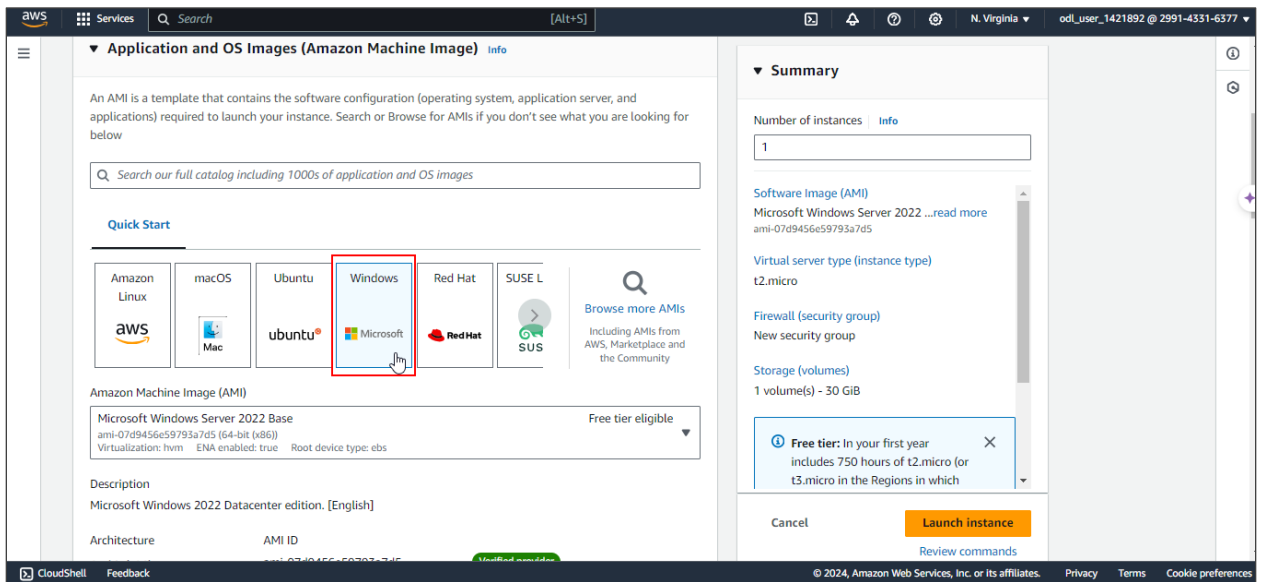 aws
Services
Search
[Alt+S]
N. Virginia
odl_user_1421892 @ 2991-4331-6377
Application and OS Images (Amazon Machine Image) Info
An AMI is a template that contains the software configuration (operating system, application server, and
applications) required to launch your instance. Search or Browse for AMIs if you don't see what you are looking for
below
Search our full catalog including 1000s of application and OS images
Quick Start
Amazon
Linux
aws
macOS
Mac
Ubuntu
ubuntu
Windows
Microsoft
Red Hat
Red Hat
SUSE L
SUS
Browse more AMIs
Including AMIs from
AWS, Marketplace and
the Community
Amazon Machine Image (AMI)
Microsoft Windows Server 2022 Base
Free tier eligible
ami-07d9456e59793a7d5 (64-bit (x86))
Virtualization: hvm ENA enabled: true Root device type: ebs
Description
Microsoft Windows 2022 Datacenter edition. [English]
Architecture
AMI ID
ami-07d9456e59793a7d5
Verified provider
Summary
Number of instances Info
1
Software Image (AMI)
Microsoft Windows Server 2022 ...read more
ami-07d9456e59793a7d5
Virtual server type (instance type)
t2.micro
Firewall (security group)
New security group
Storage (volumes)
1 volume(s) - 30 GiB
Free tier: In your first year
includes 750 hours of t2.micro (or
t3.micro in the Regions in which
Cancel
Launch instance
Review commands
CloudShell
Feedback
© 2024, Amazon Web Services, Inc. or its affiliates.
Privacy
Terms
Cookie preferences